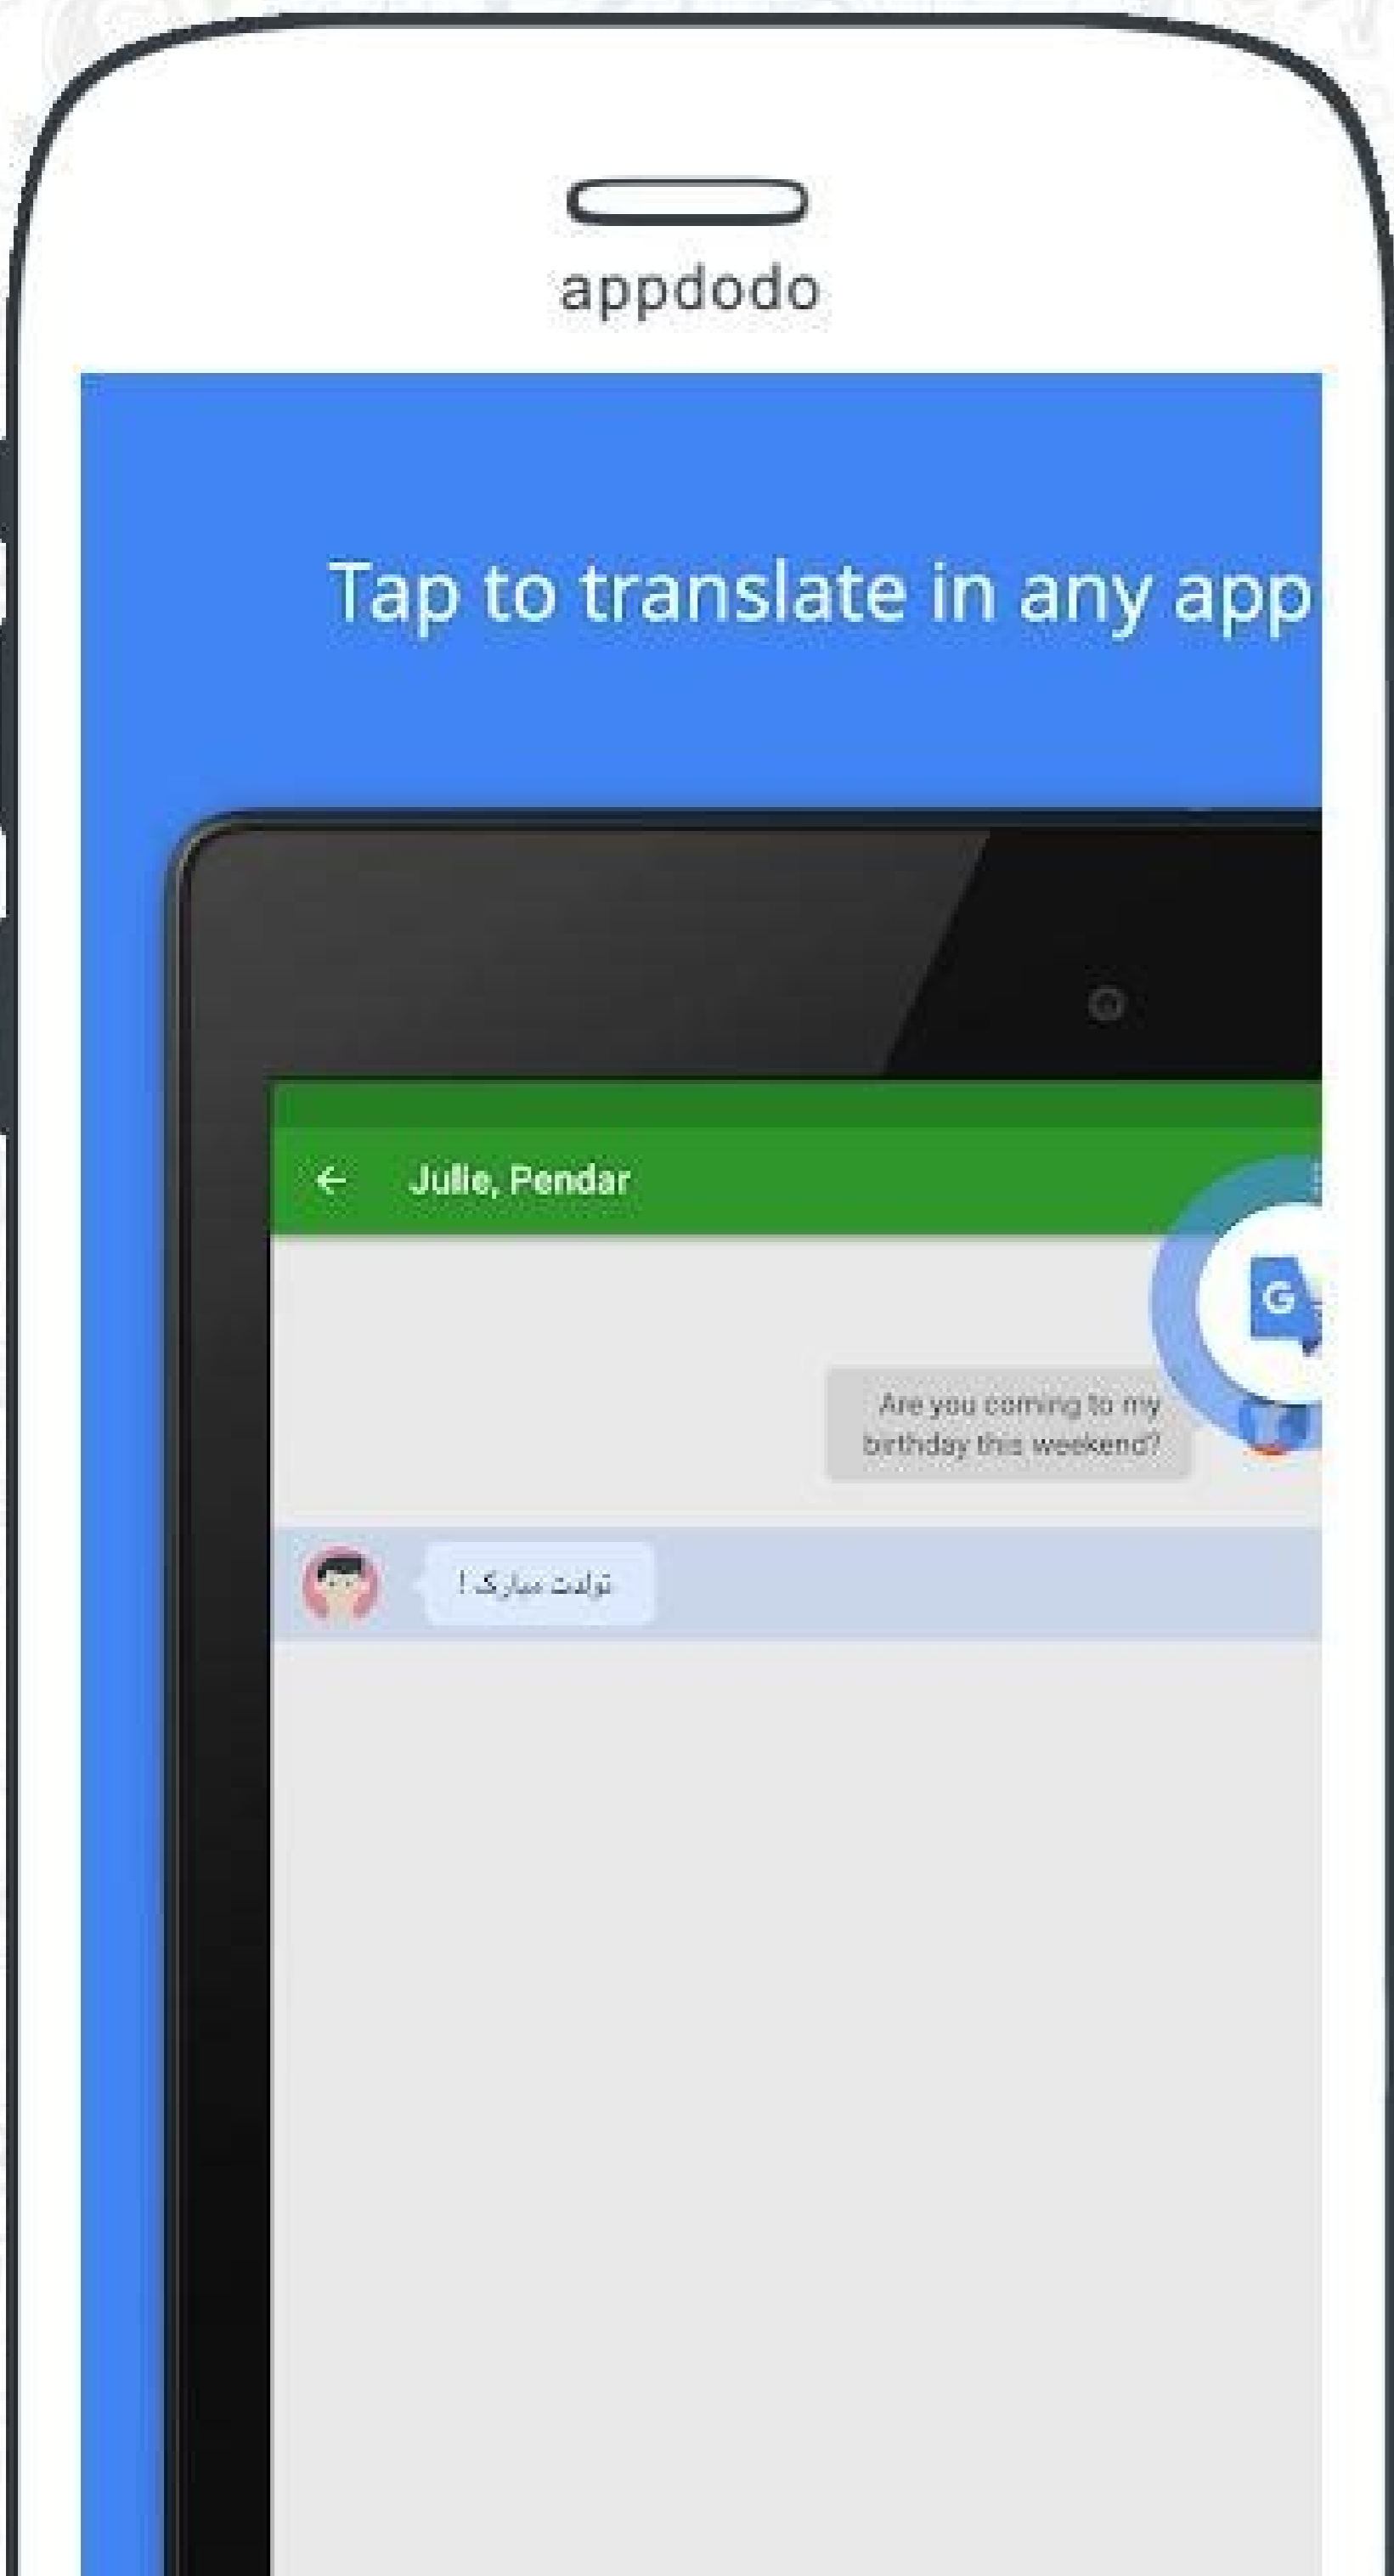 appdodo
Tap to translate in any app
Julie, Pendar
G
Are you coming to my
birthday this weekend?
تولدت مبارک !